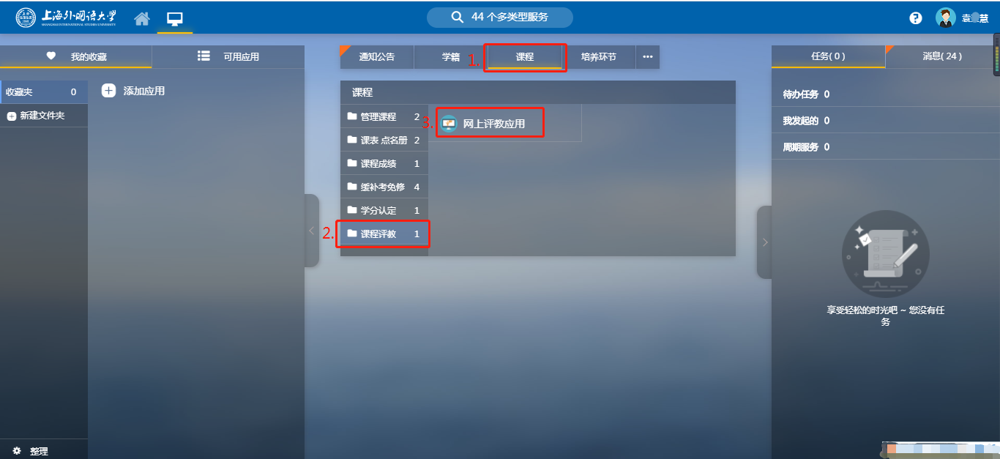 上海外国语大学
SHANGHAI INTERNATIONAL STUDIES UNIVERSITY
44 个多类型服务
?
袁 慧
我的收藏
可用应用
通知公告
学籍
1.
课程
培养环节
...
任务( 0 )
消息( 24 )
收藏夹 0
添加应用
新建文件夹
课程
管理课程 2
课表 点名册 2
课程成绩 1
缓补考免修 4
学分认定 1
2. 课程评教 1
3. 网上评教应用
待办任务 0
我发起的 0
周期服务 0
享受轻松的时光吧 ~ 您没有任
务
整理